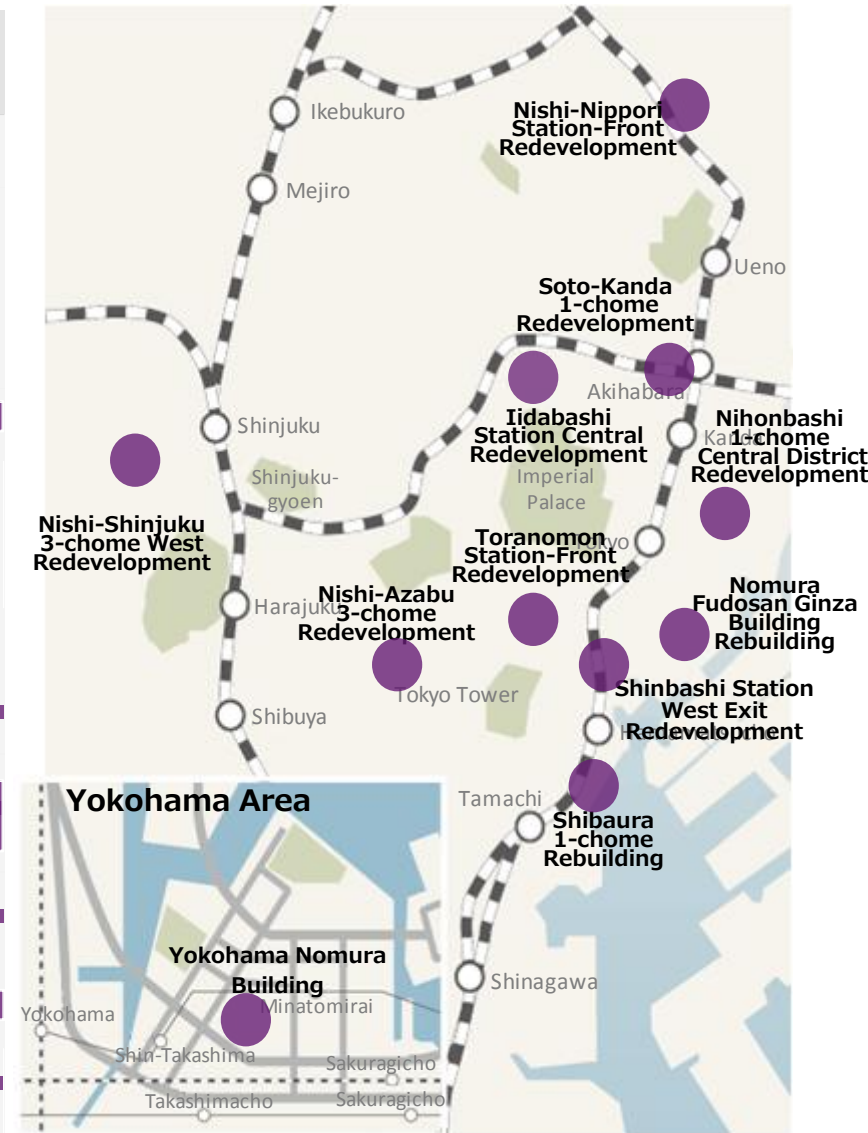 Nishi-Nippori
Station-Front
Redevelopment
Ikebukuro
Mejiro
Ueno
Soto-Kanda
1-chome
Redevelopment
Akihabara
Iidabashi
Station Central
Redevelopment
Kanda
Nihonbashi
1-chome
Central District
Redevelopment
Shinjuku
Shinjuku-
gyoen
Imperial
Palace
Nishi-Shinjuku
3-chome West
Redevelopment
Toranomon
Station-Front
Redevelopment
Tokyo
Nishi-Azabu
3-chome
Redevelopment
Harajuku
Nomura
Fudosan Ginza
Building
Rebuilding
Tokyo Tower
Shinbashi Station
West Exit
Redevelopment
Hamamatsucho
Shibuya
Tamachi
Shibaura
1-chome
Rebuilding
Shinagawa
Yokohama Area
Yokohama Nomura
Building
Minatomirai
Yokohama
Shin-Takashima
Sakuragicho
Takashimacho
Sakuragicho